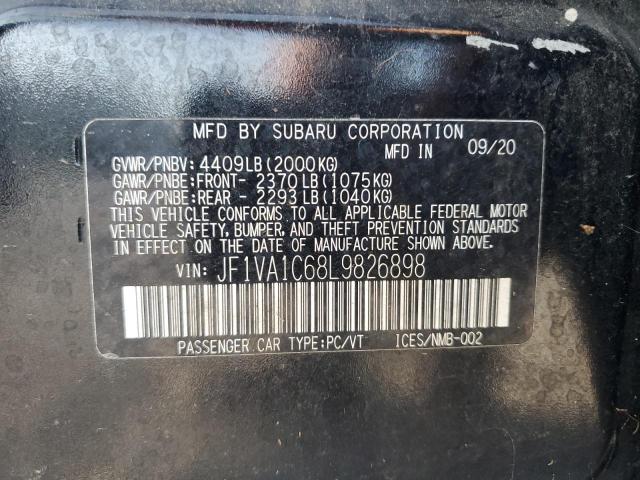 MFD BY SUBARU CORPORATION
MFD IN 09/20
GVWR/PNBV: 4409LB(2000KG)
GAWR/PNBE:FRONT- 2370 LB(1075KG)
GAWR/PNBE:REAR - 2293 LB(1040KG)
THIS VEHICLE CONFORMS TO ALL APPLICABLE FEDERAL MOTOR
VEHICLE SAFETY, BUMPER, AND THEFT PREVENTION STANDARDS
IN EFFECT ON THE DATE OF MANUFACTURE SHOWN ABOVE.
VIN: JF1VA1C68L9826898
PASSENGER CAR TYPE:PC/VT ICES/NMB-002